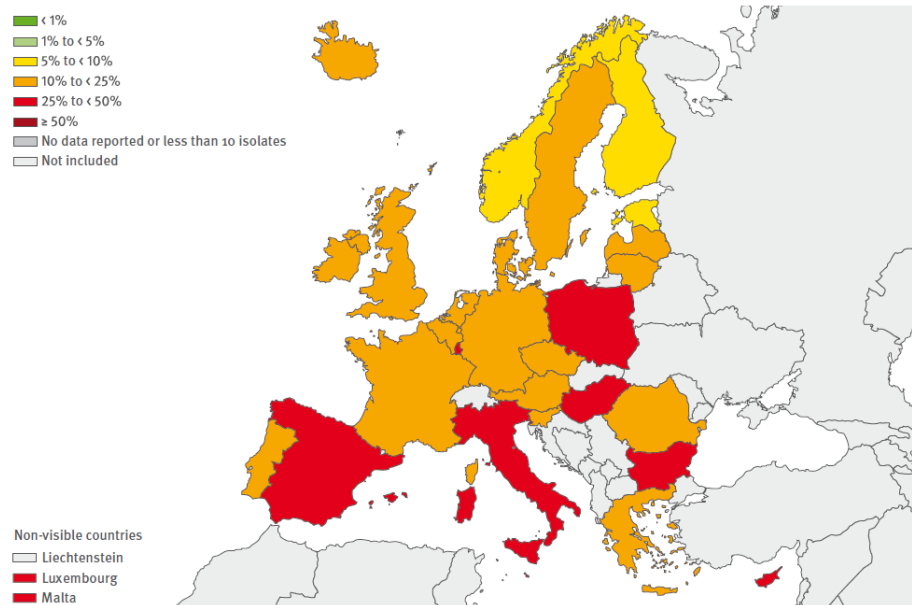 < 1%
1% to < 5%
5% to < 10%
10% to < 25%
25% to < 50%
≥ 50%
No data reported or less than 10 isolates
Not included
Non-visible countries
Liechtenstein
Luxembourg
Malta